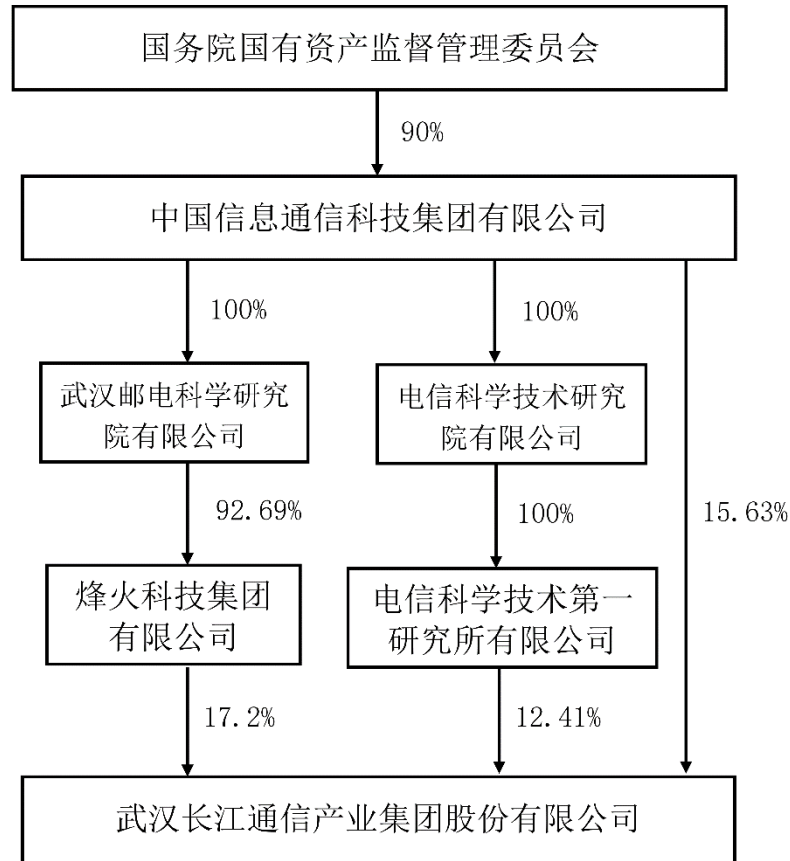 国务院国有资产监督管理委员会
90%
中国信息通信科技集团有限公司
100%
100%
武汉邮电科学研究
院有限公司
电信科学技术研究
院有限公司
92.69%
100%
15.63%
烽火科技集团
有限公司
电信科学技术第一
研究所有限公司
17.2%
12.41%
武汉长江通信产业集团股份有限公司